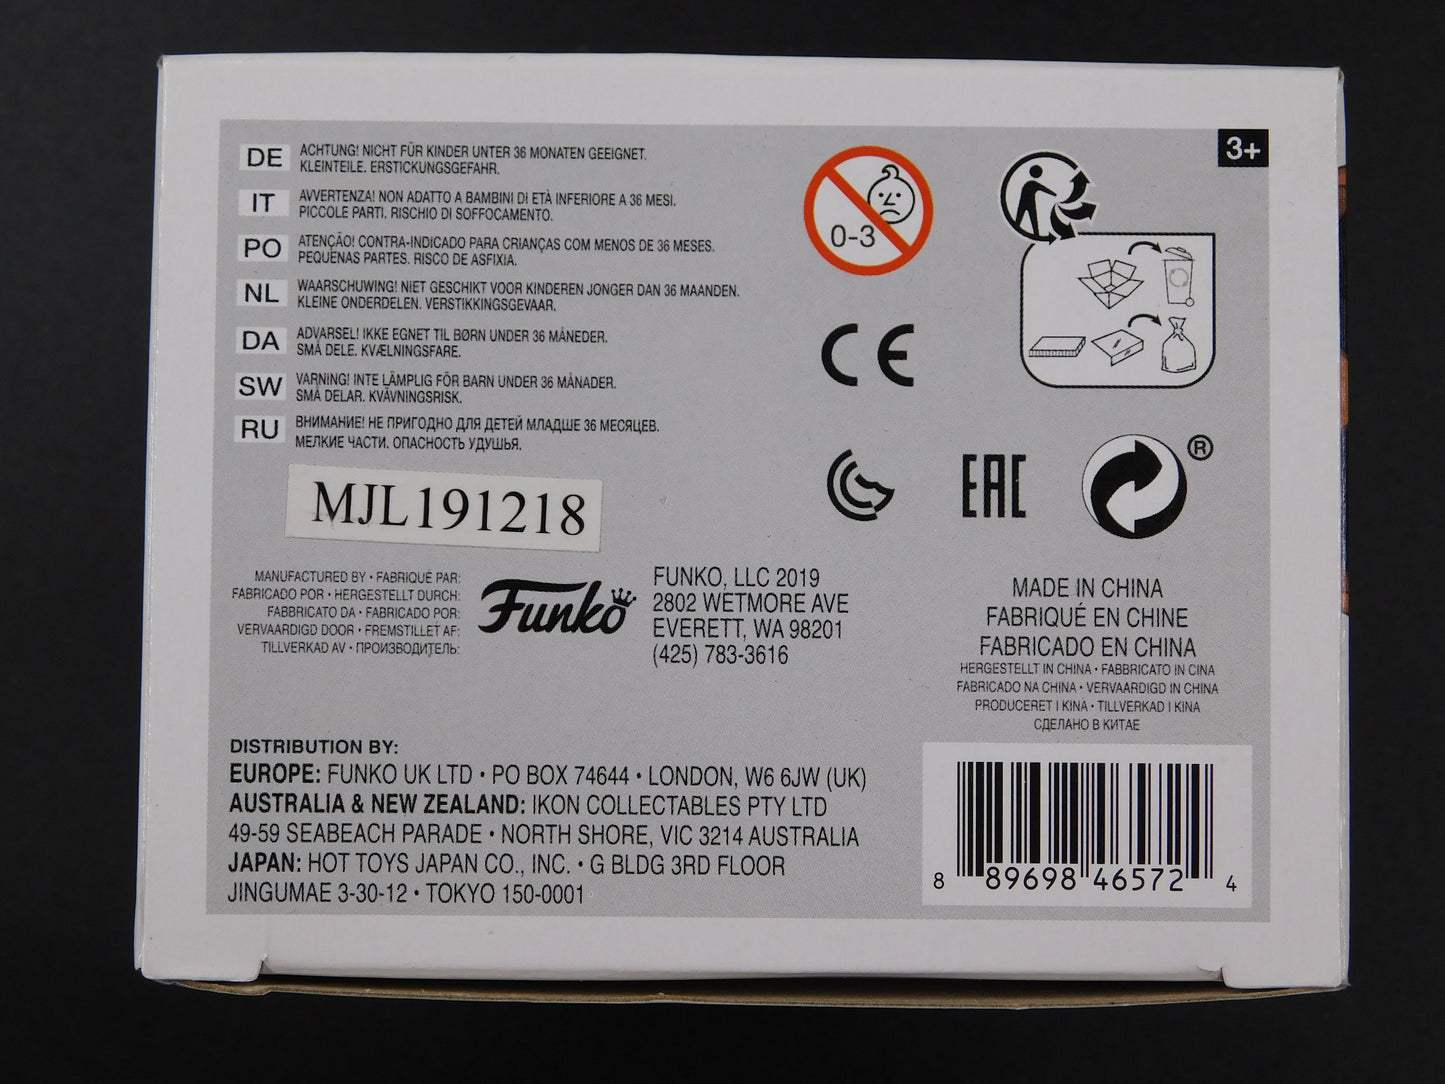 DE ACHTUNG! NICHT FÜR KINDER UNTER 36 MONATEN GEEIGNET.
KLEINTEILE. ERSTICKUNGSGEFAHR.
IT AVVERTENZA! NON ADATTO A BAMBINI DI ETÀ INFERIORE A 36 MESI.
PICCOLE PARTI. RISCHIO DI SOFFOCAMENTO.
PO ATENÇÃO! CONTRA-INDICADO PARA CRIANÇAS COM MENOS DE 36 MESES.
PEQUENAS PARTES. RISCO DE ASFIXIA.
NL WAARSCHUWING! NIET GESCHIKT VOOR KINDEREN JONGER DAN 36 MAANDEN.
KLEINE ONDERDELEN. VERSTIKKINGSGEVAAR.
DA ADVARSEL! IKKE EGNET TIL BØRN UNDER 36 MÅNEDER.
SMÅ DELE. KVÆLNINGSFARE.
SW VARNING! INTE LÄMPLIG FÖR BARN UNDER 36 MÅNADER.
SMÅ DELAR. KVÄVNINGSRISK.
RU ВНИМАНИЕ! НЕ ПРИГОДНО ДЛЯ ДЕТЕЙ МЛАДШЕ 36 МЕСЯЦЕВ.
МЕЛКИЕ ЧАСТИ. ОПАСНОСТЬ УДУШЬЯ.
3+
0-3
CE
EAC
®
MJL191218
MANUFACTURED BY • FABRIQUÉ PAR:
FABRICADO POR • HERGESTELLT DURCH:
FABBRICATO DA • FABRICADO POR:
VERVAARDIGD DOOR • FREMSTILLET AF:
TILLVERKAD AV • ПРОИЗВОДИТЕЛЬ:
Funko
FUNKO, LLC 2019
2802 WETMORE AVE
EVERETT, WA 98201
(425) 783-3616
MADE IN CHINA
FABRIQUÉ EN CHINE
FABRICADO EN CHINA
HERGESTELLT IN CHINA • FABBRICATO IN CINA
FABRICADO NA CHINA • VERVAARDIGD IN CHINA
PRODUCERET I KINA • TILLVERKAD I KINA
СДЕЛАНО В КИТАЕ
DISTRIBUTION BY:
EUROPE: FUNKO UK LTD • PO BOX 74644 • LONDON, W6 6JW (UK)
AUSTRALIA & NEW ZEALAND: IKON COLLECTABLES PTY LTD
49-59 SEABEACH PARADE • NORTH SHORE, VIC 3214 AUSTRALIA
JAPAN: HOT TOYS JAPAN CO., INC. • G BLDG 3RD FLOOR
JINGUMAE 3-30-12 • TOKYO 150-0001
8 89698 46572 4